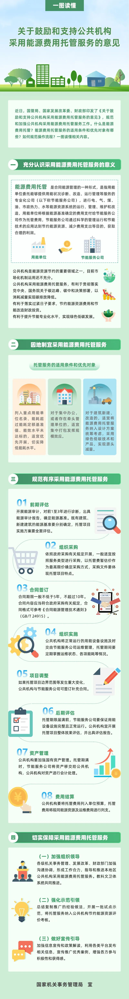 一图读懂
关于鼓励和支持公共机构
采用能源费用托管服务的意见
近日，国管局、国家发展改革委、财政部印发了《关于鼓
励和支持公共机构采用能源费用托管服务的意见》，规范
和加强公共机构采用能源费用托管服务工作。什么是能源
费用托管？能源费用托管服务的适用条件和优先对象有哪
些？如何规范操作流程？一图读懂相关内容。
一 充分认识采用能源费用托管服务的意义
能源费用托管 是合同能源管理的一种形式，是指用能
单位委托能够提供用能状况诊断、改造、运行管理等服务的
专业化公司（以下称节能服务公司），进行电、气、煤、
油、市政热力、水等能源资源系统的运行、管理、维护和改
造，用能单位将根据能源基准确定的费用支付给节能服务公
司作为托管费用，节能服务公司通过科学的管理运行和节能
技术的应用达到节约能源资源、减少费用支出等目的，获取
合理的利润。
用能单位
节能服务公司
公共机构是能源资源节约的重要领域之一，目前市
场化机制运用还不充分。
公共机构采用能源费用托管服务，有利于贯彻落实
党中央、国务院关于碳达峰、碳中和决策部署，以
消耗减量实现碳排放降低。
有利于落实过紧日子要求，节约能源资源费用和节
能改造财政投资。
有利于提升节能专业化水平，实现绿色低碳发展。
二 因地制宜采用能源费用托管服务
托管服务的适用条件和优先对象
列入重点用能单
位名录、能耗超
过能耗定额基准
值、能效水平未
达标的，适宜优
先开展，切实降
低能耗水平。
对于集中办公，
或者存在牵头管
理单位的，适宜
集中打包发挥规
模效应。
对于建筑新建、
改造的，适宜将
能源费用托管服
务纳入设计方案
统筹考虑，采用
绿色低碳技术和
产品，实现源头
减量。
三 规范有序采用能源费用托管服务
01 前期评估
开展能源审计，对前1至3年进行诊断，出具
能源审计报告，确定能源基准。既有建筑、
新建建筑的能源基准要分别确定，托管项目
实施方案要全面评估。
02 组织采购
依照政府采购有关规定开展，一般适宜按
照服务类型进行采购，以托管费暂估价作
为最高限价确定采购方式，采购文件要体
现托管项目特点。
03 合同签订
合同期限一般不低于5年，不超过10年。
合同内容应当符合政府采购有关规定，合
同格式可参考《合同能源管理技术通则》
（GB/T 24915）。
CONTRACT
04 组织实施
公共机构将正常运行的用能设备设施及时
交由节能服务公司运维管理，托管期间要
定期掌握运维状态、各项能耗等情况。
05 项目调整
如果托管项目边界范围等发生重大变化，
公共机构与节能服务公司可签订补充合同。
06 后期评估
托管期限届满前，节能服务公司要保证用能
设备设施完整且正常运行。公共机构宜开展
托管项目整体效果评估，并出具评估报告。
07 资产管理
公共机构要加强国有资产管理。托管期满
时，节能服务公司将资产移交给公共机
构，公共机构对资产进行会计处理。
08 费用结算
公共机构要将托管费用列入单位预算，托管
费用将视同能源资源及运维费用进行列支。
四 切实保障采用能源费用托管服务
（一）加强组织领导
各级机关事务管理、发展改革、财政部门加强
沟通协调，形成工作合力，指导和推进本地区
公共机构采用能源费用托管服务。教科文卫体
系统共同推进。
（二）强化示范引领
总结复制推广的经验做法，开展一批试点示
范，将托管服务纳入公共机构节约能源资源评
价考核。
（三）做好宣传引导
加强信息宣传和政策解读，利用各类平台发布
相关信息，宣传推广优秀案例，增强各方参与
积极性和获得感。
国家机关事务管理局 宣